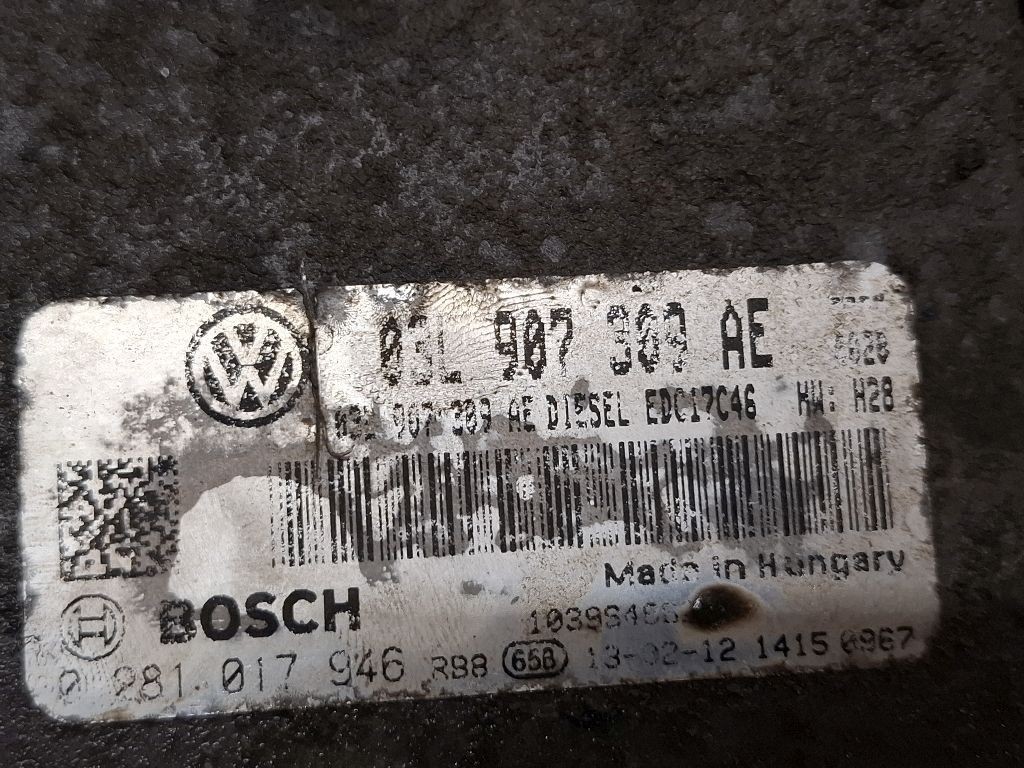 03L 907 309 AE
03L 907 309 AE DIESEL EDC17C46 HW: H28
Made in Hungary
BOSCH
0 281 017 946 RB8 658 13-02-12 1415 0967